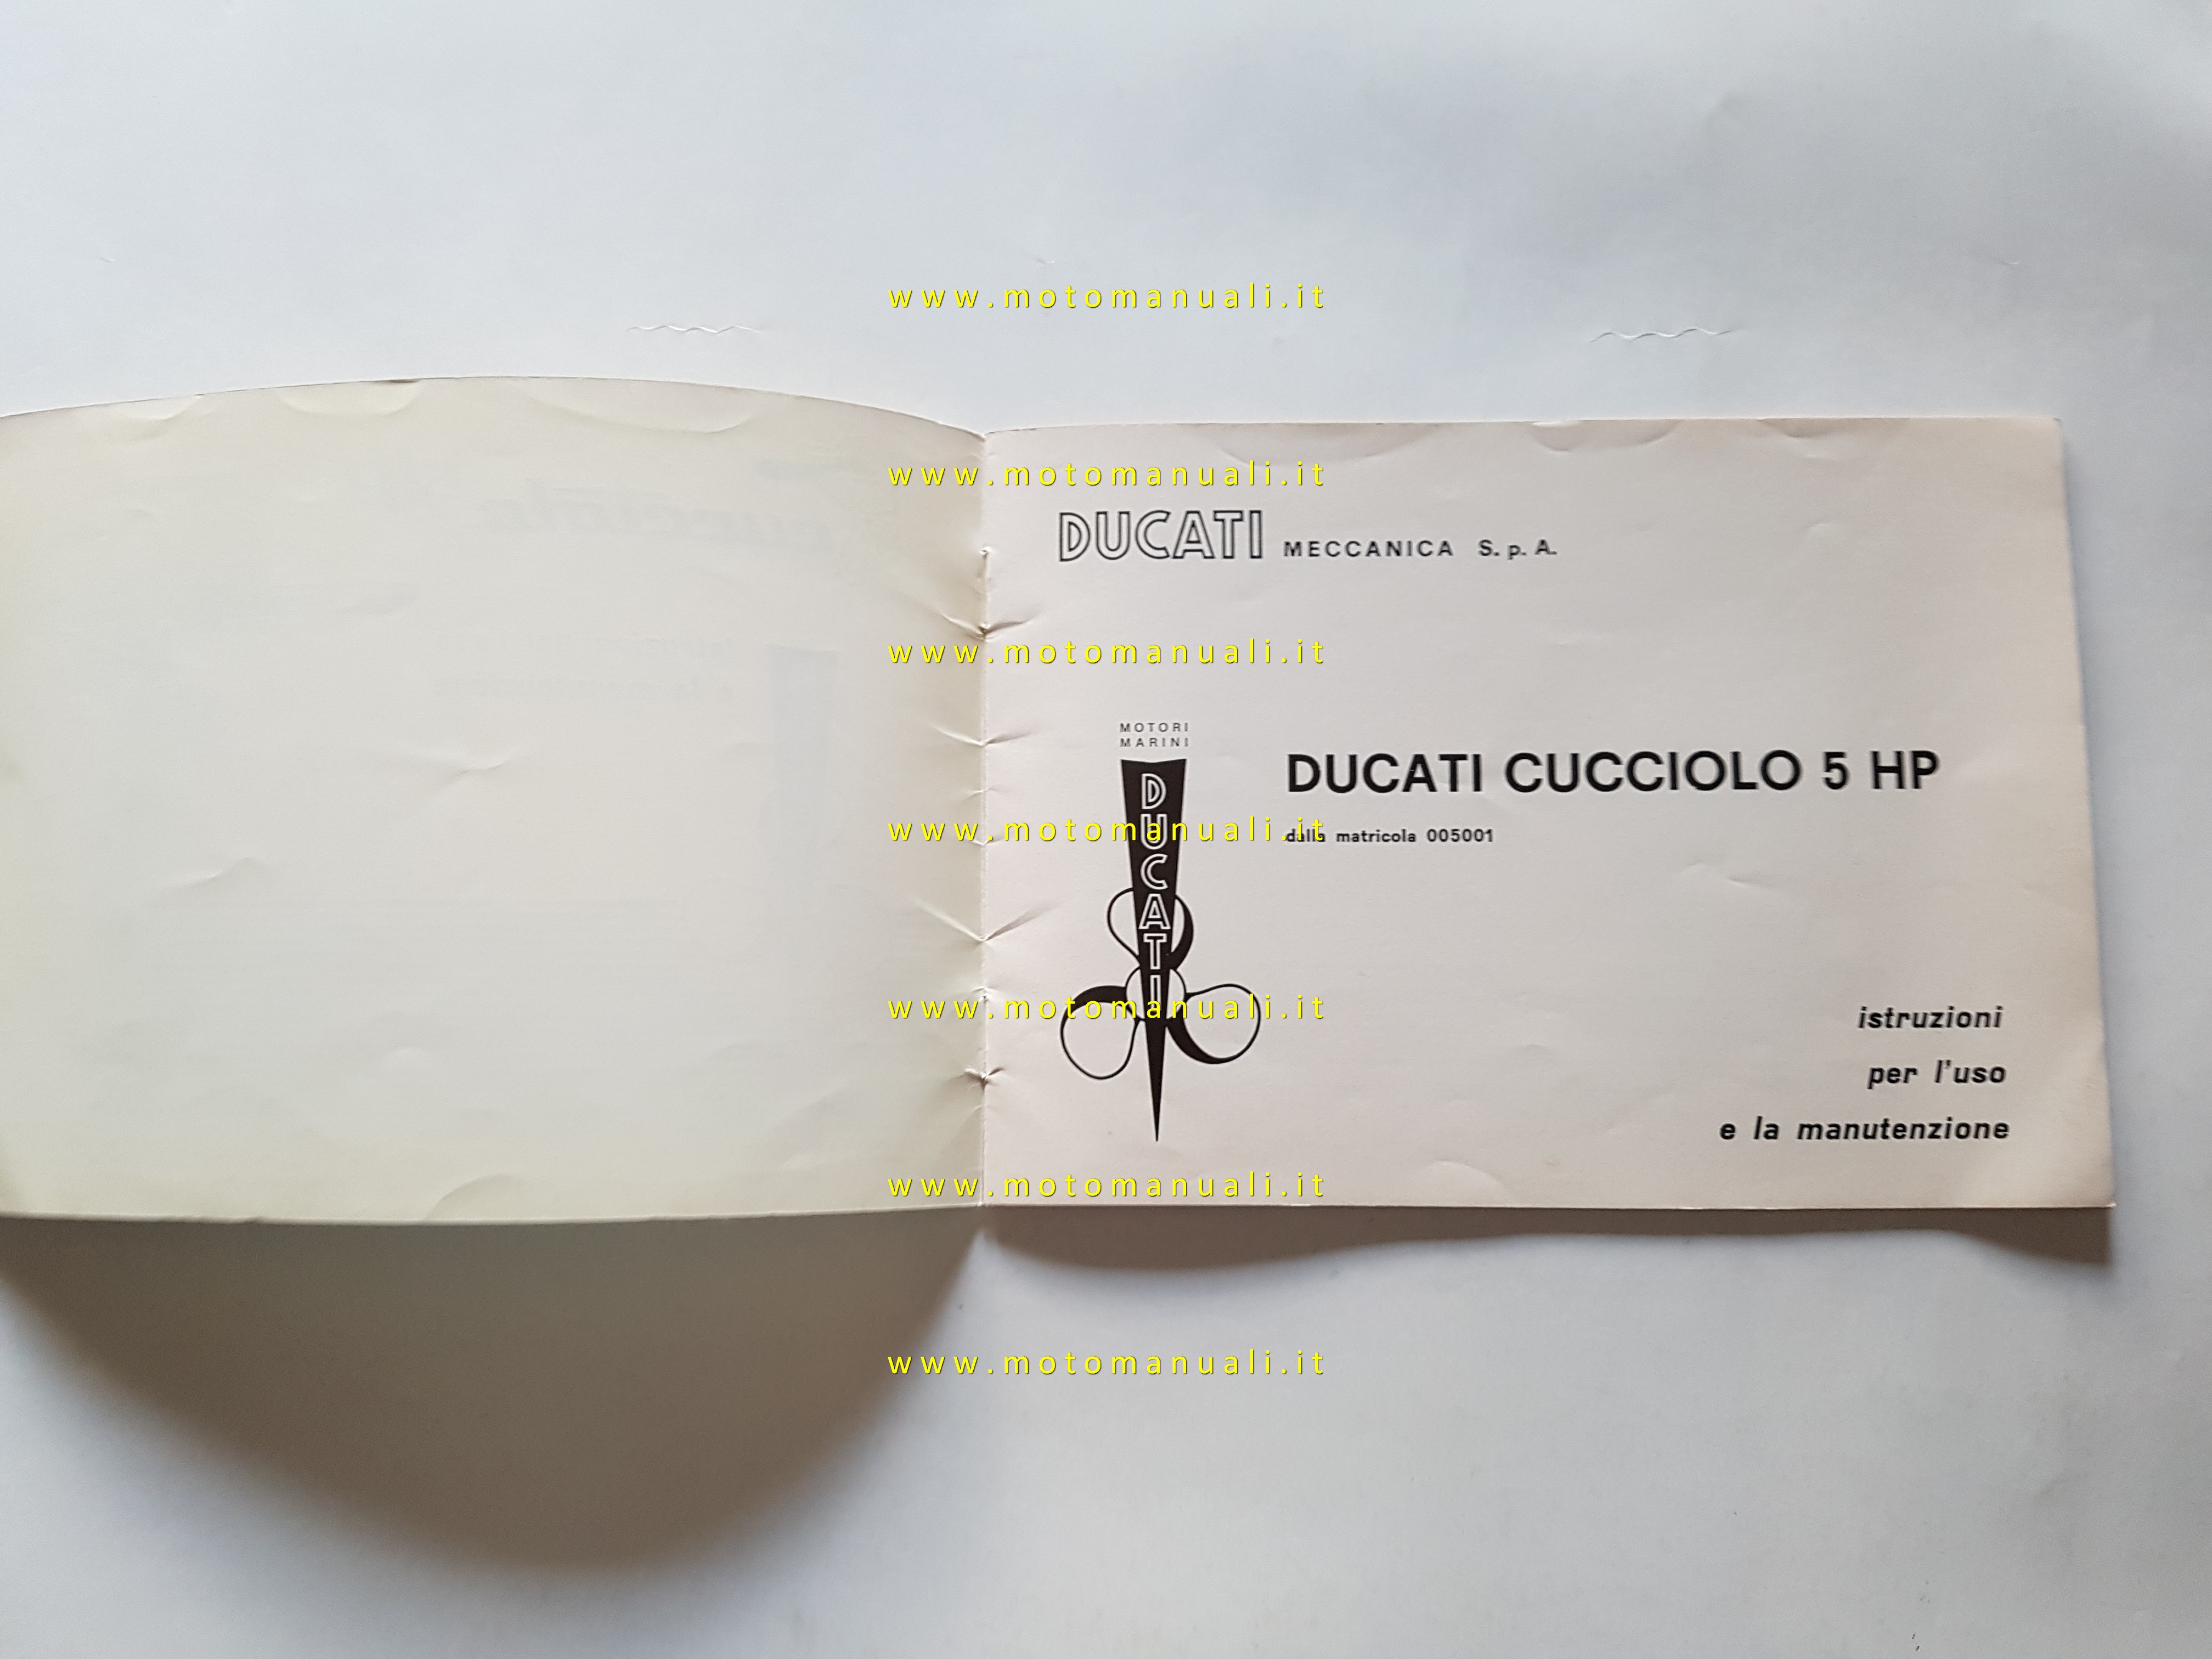 www.motomanuali.it
www.motomanuali.it
DUCATI MECCANICA S.p.A.
www.motomanuali.it
MOTORI
MARINI
DUCATI
DUCATI CUCCIOLO 5 HP
www.motomanuali.it
dalla matricola 005001
www.motomanuali.it
istruzioni
per l'uso
e la manutenzione
www.motomanuali.it
www.motomanuali.it